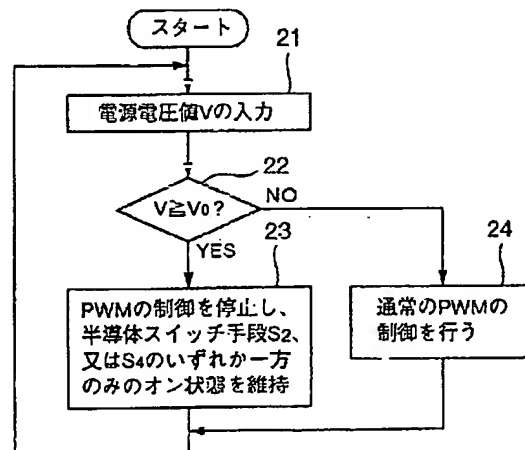 スタート
21
電源電圧値Vの入力
22
V≧V0?
NO
YES
23
24
PWMの制御を停止し、
半導体スイッチ手段S2、
又はS4のいずれか一方
のみのオン状態を維持
通常のPWMの
制御を行う